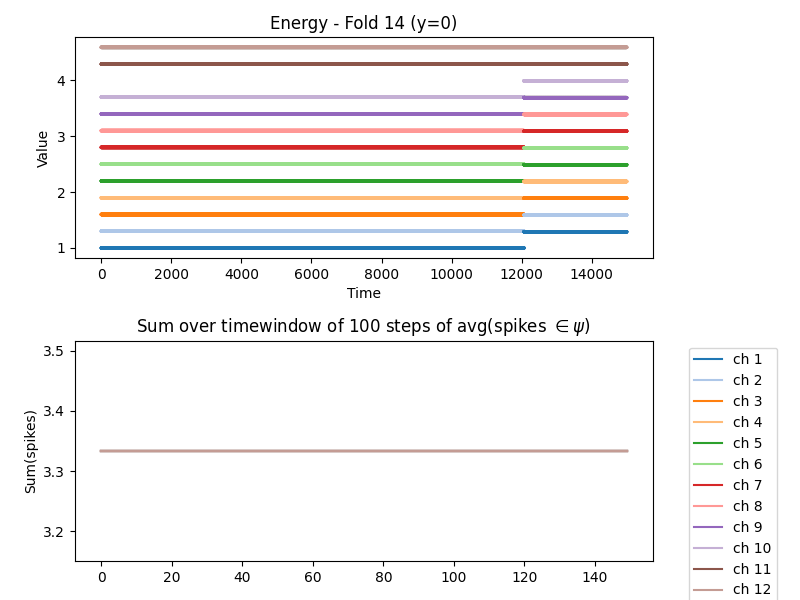 Energy - Fold 14 (y=0)
Value
4
3
2
1
0 2000 4000 6000 8000 10000 12000 14000
Time
Sum over timewindow of 100 steps of avg(spikes ∈ ψ)
Sum(spikes)
3.5
3.4
3.3
3.2
0 20 40 60 80 100 120 140
ch 1
ch 2
ch 3
ch 4
ch 5
ch 6
ch 7
ch 8
ch 9
ch 10
ch 11
ch 12